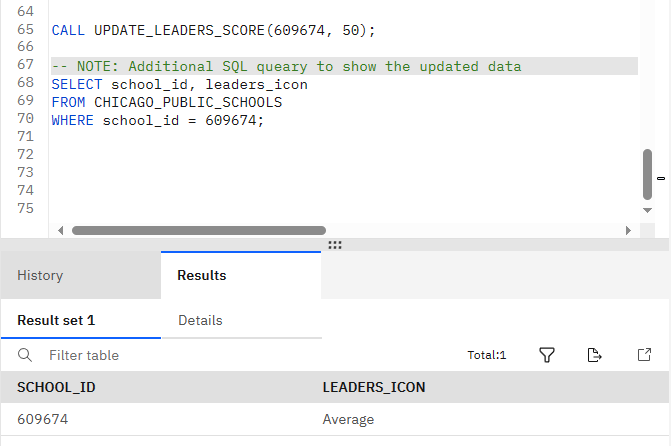 64
65 CALL UPDATE_LEADERS_SCORE(609674, 50);
66
67 -- NOTE: Additional SQL queary to show the updated data
68 SELECT school_id, leaders_icon
69 FROM CHICAGO_PUBLIC_SCHOOLS
70 WHERE school_id = 609674;
71
72
73
74
75
History Results
Result set 1 Details
Filter table Total:1
SCHOOL_ID LEADERS_ICON
609674 Average